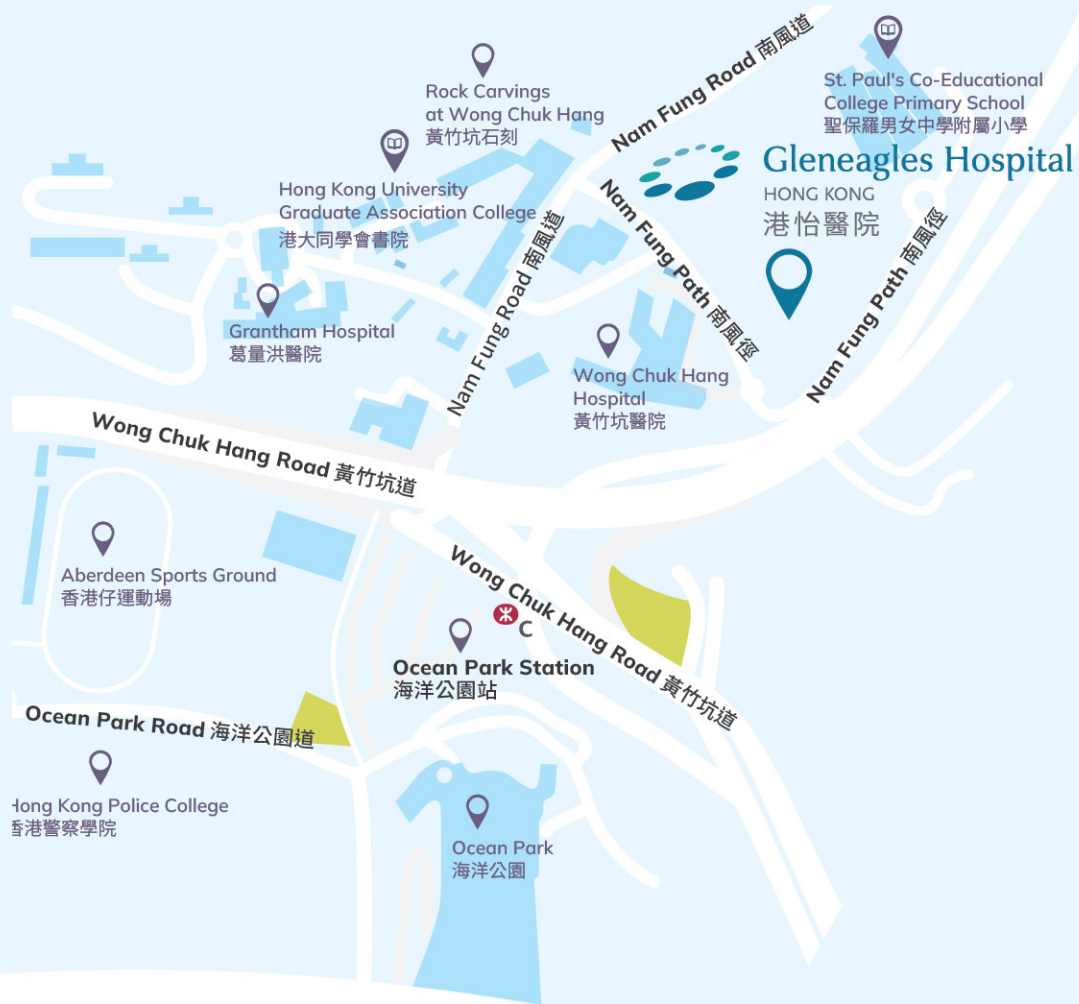 Nam Fung Road 南風道
Rock Carvings
at Wong Chuk Hang
黃竹坑石刻
St. Paul's Co-Educational
College Primary School
聖保羅男女中學附屬小學
Gleneagles Hospital
HONG KONG
港怡醫院
Hong Kong University
Graduate Association College
港大同學會書院
Nam Fung Path 南風徑
Nam Fung Road 南風道
Nam Fung Path 南風徑
Grantham Hospital
葛量洪醫院
Wong Chuk Hang
Hospital
黃竹坑醫院
Wong Chuk Hang Road 黃竹坑道
Aberdeen Sports Ground
香港仔運動場
Wong Chuk Hang Road 黃竹坑道
C
Ocean Park Station
海洋公園站
Ocean Park Road 海洋公園道
Hong Kong Police College
香港警察學院
Ocean Park
海洋公園